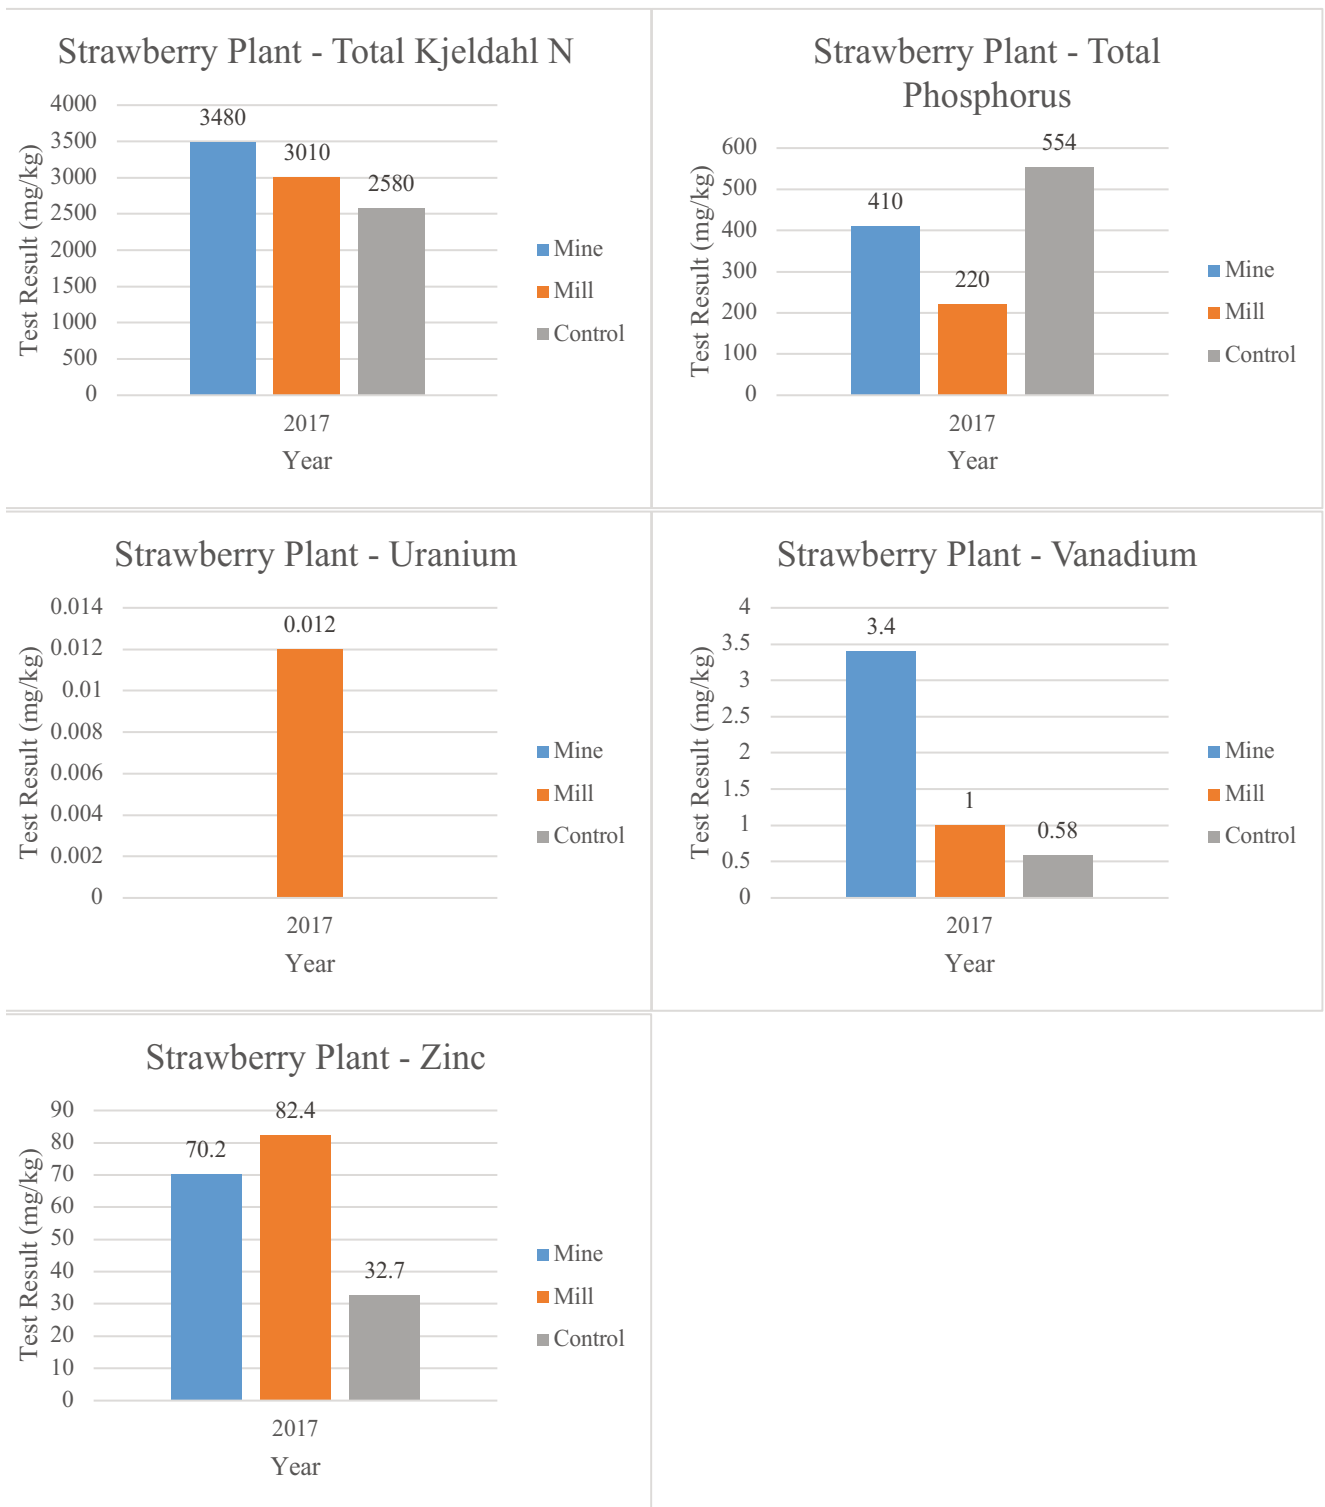 Strawberry Plant - Total Kjeldahl N
4000
3500
3000
2500
2000
1500
1000
500
0
Test Result (mg/kg)
3480
3010
2580
2017
Year
Mine
Mill
Control
Strawberry Plant - Total
Phosphorus
600
500
400
300
200
100
0
Test Result (mg/kg)
410
220
554
2017
Year
Mine
Mill
Control
Strawberry Plant - Uranium
0.014
0.012
0.01
0.008
0.006
0.004
0.002
0
Test Result (mg/kg)
0.012
2017
Year
Mine
Mill
Control
Strawberry Plant - Vanadium
4
3.5
3
2.5
2
1.5
1
0.5
0
Test Result (mg/kg)
3.4
1
0.58
2017
Year
Mine
Mill
Control
Strawberry Plant - Zinc
90
80
70
60
50
40
30
20
10
0
Test Result (mg/kg)
70.2
82.4
32.7
2017
Year
Mine
Mill
Control